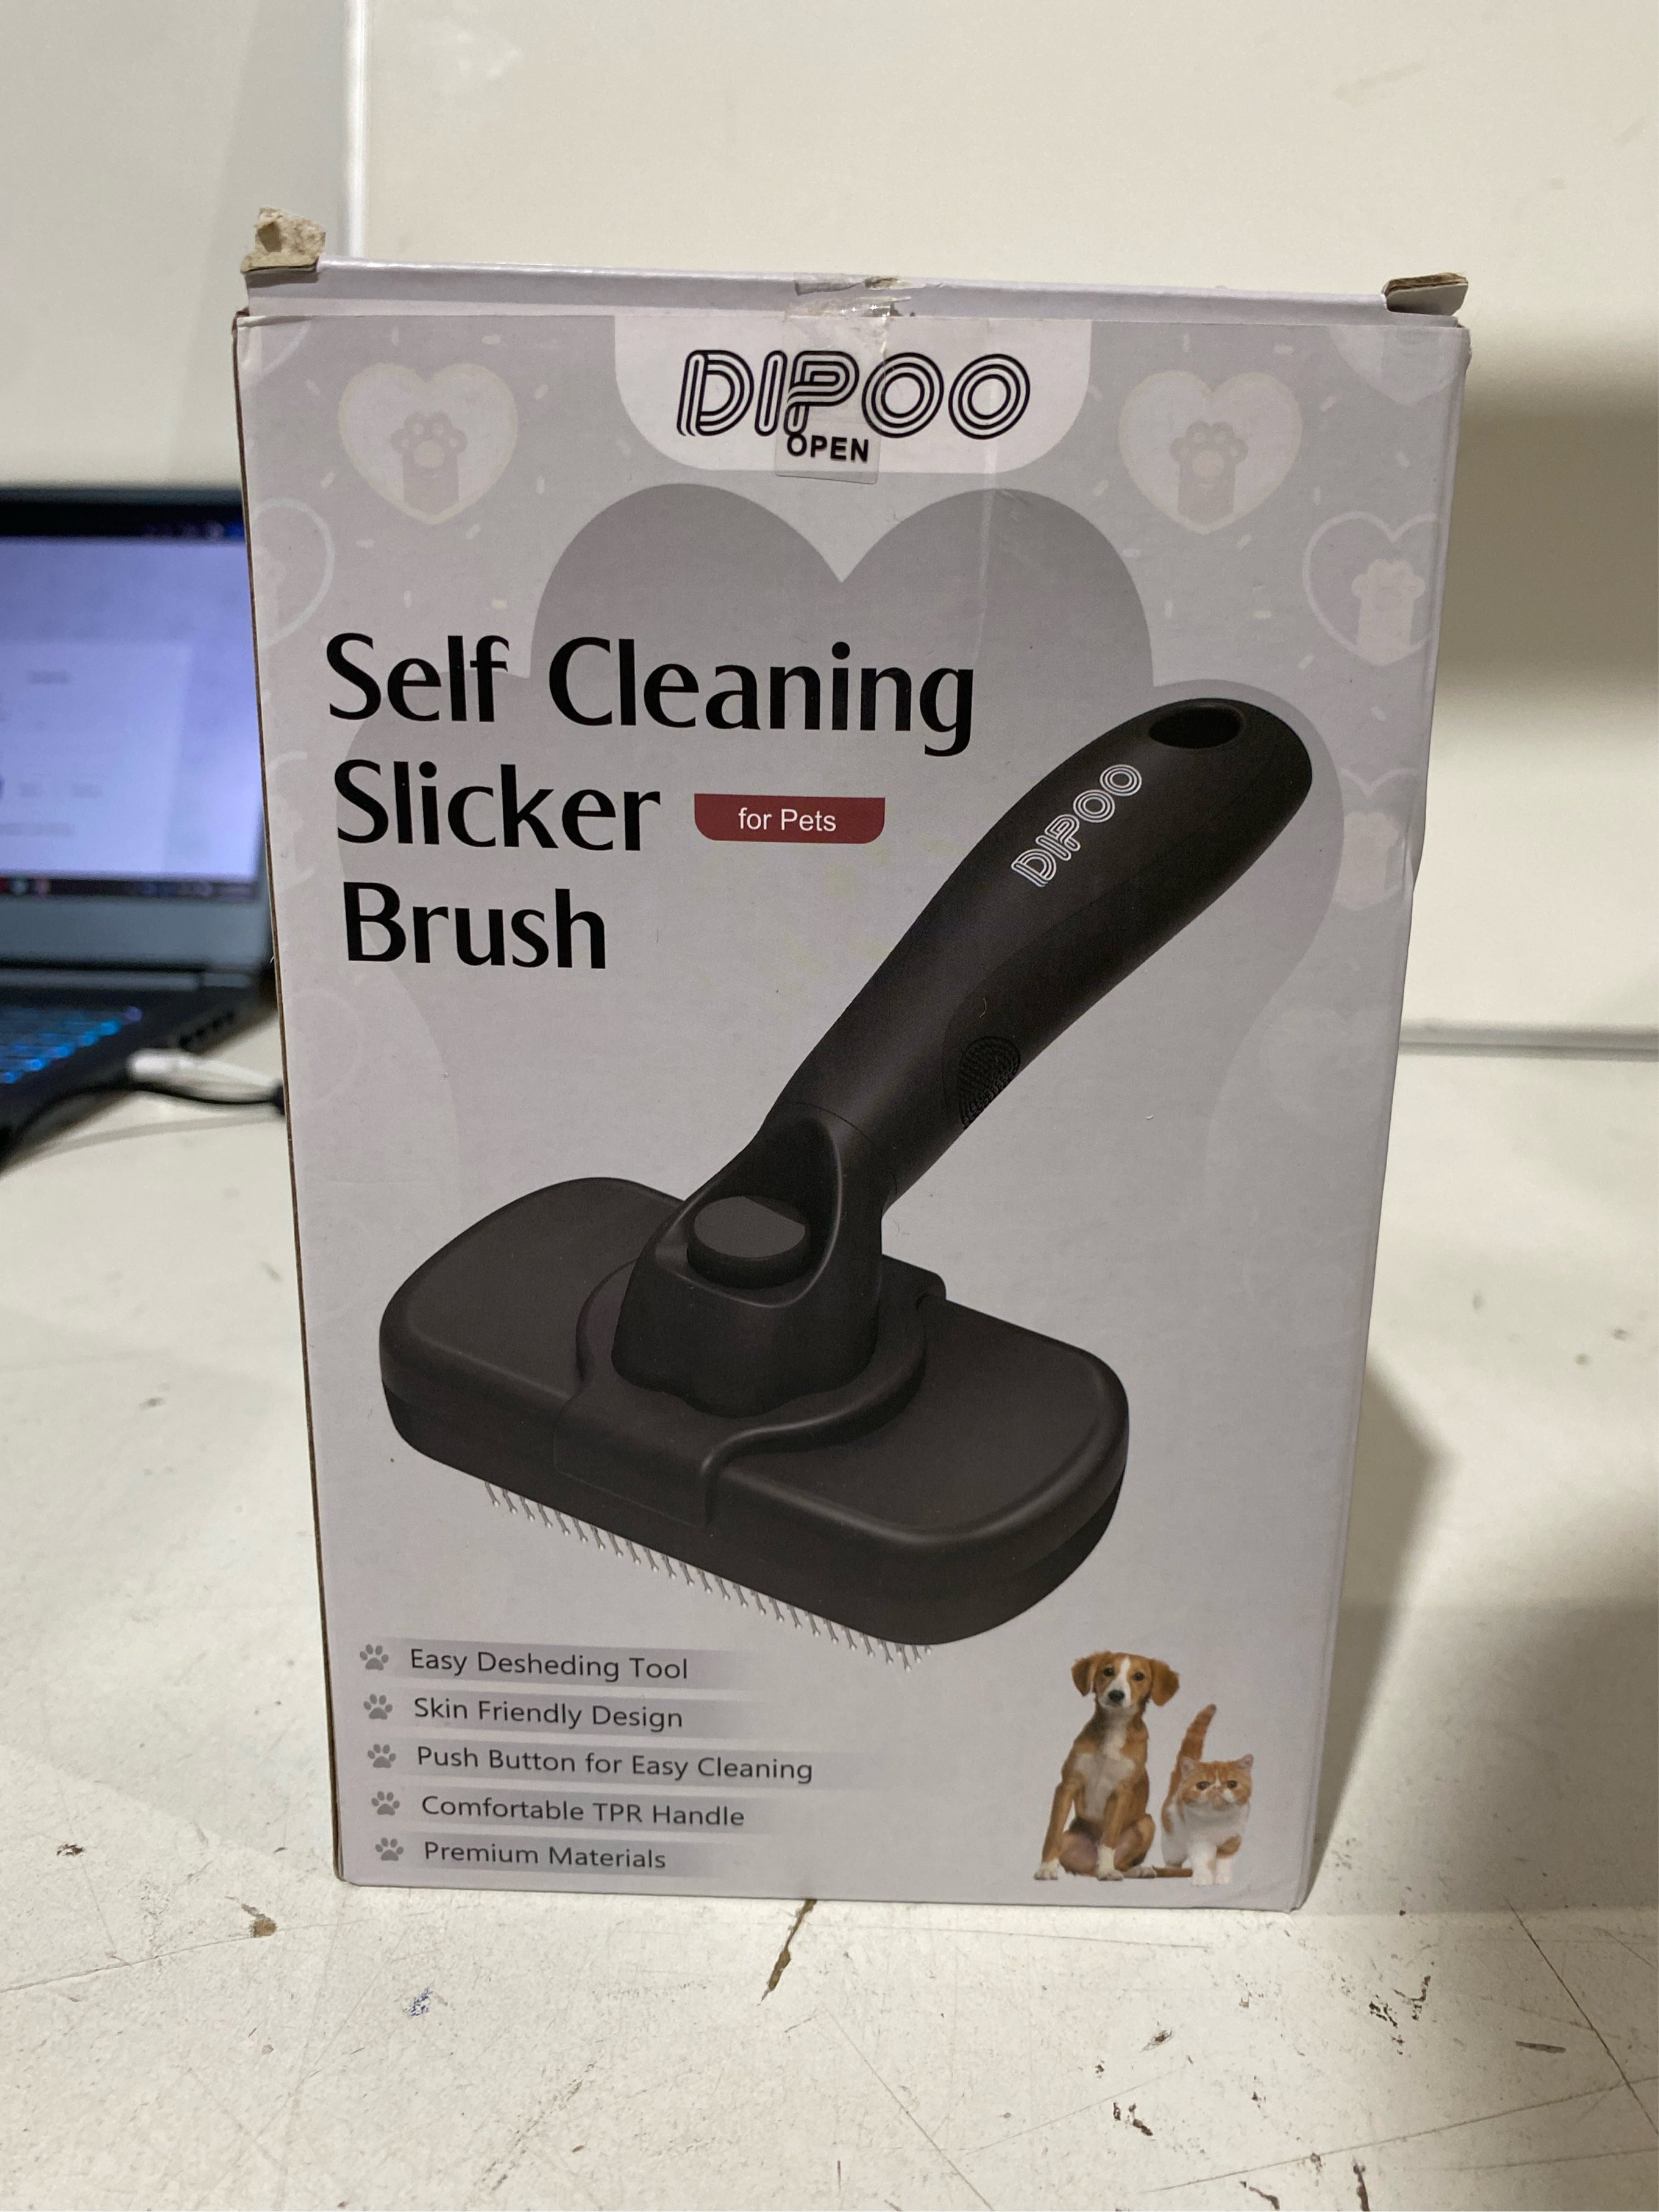 DIPOO
OPEN
Self Cleaning
Slicker
for Pets
Brush
DIPOO
Easy Desheding Tool
Skin Friendly Design
Push Button for Easy Cleaning
Comfortable TPR Handle
Premium Materials